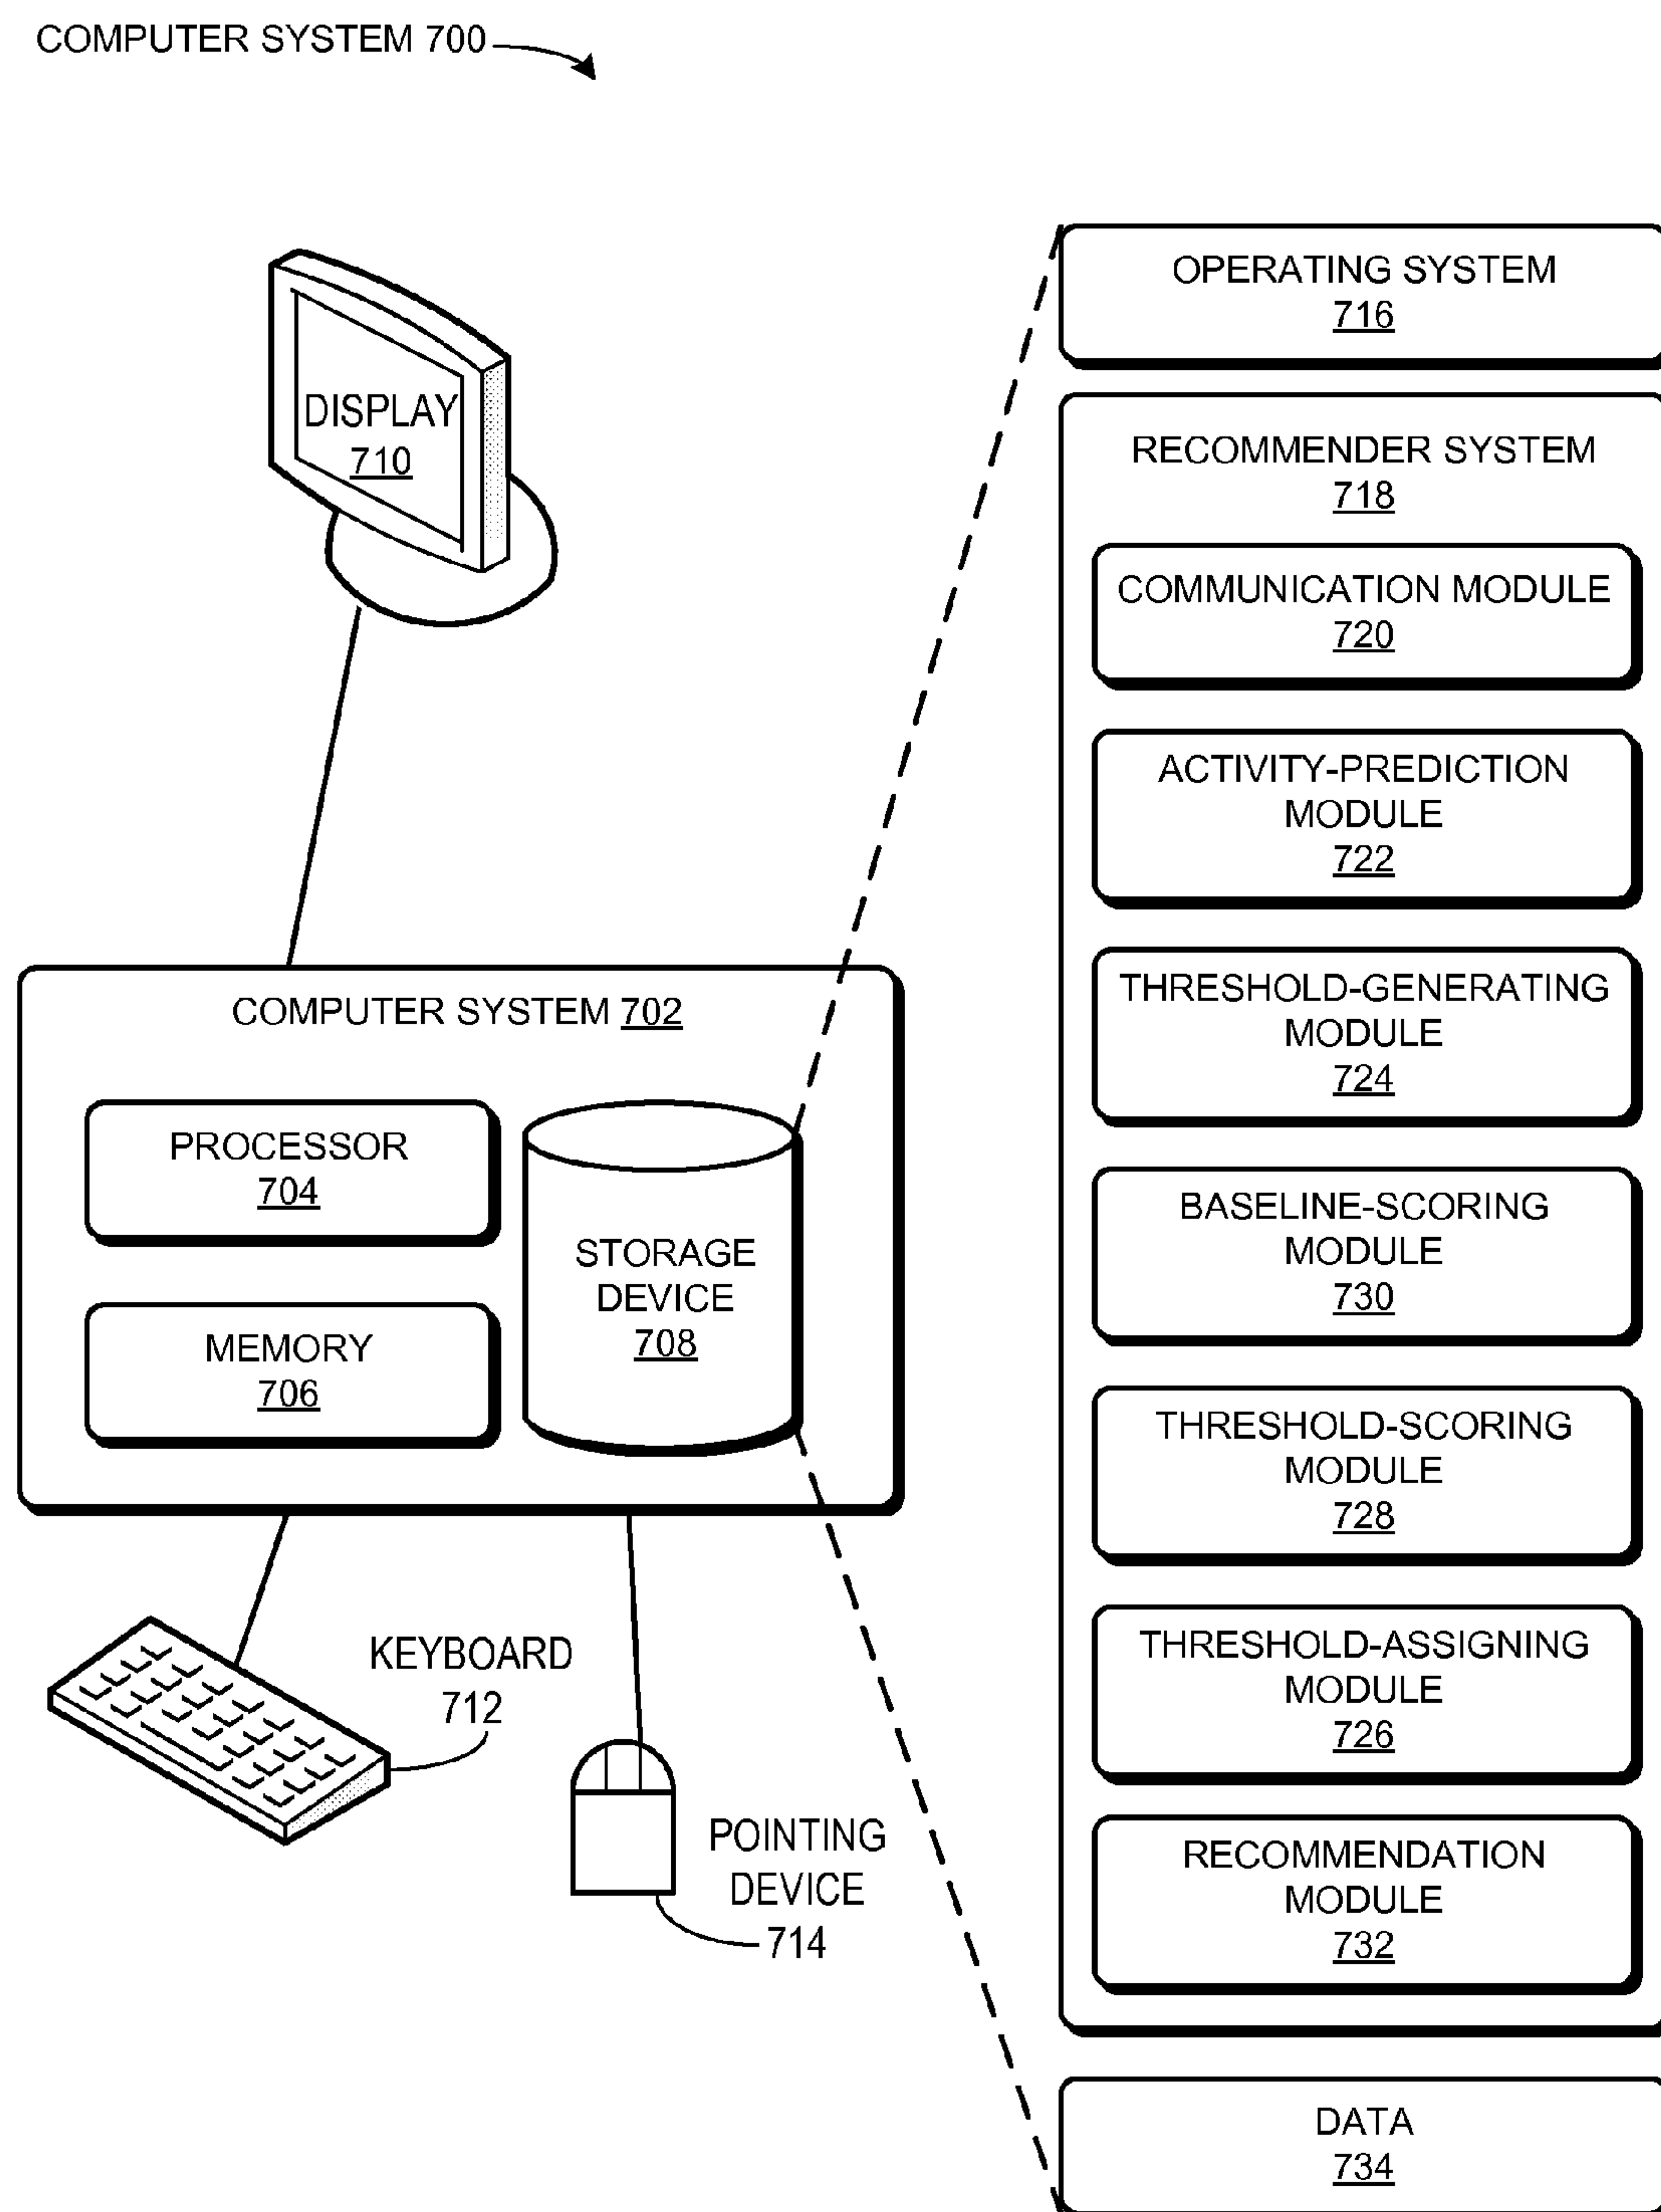 COMPUTER SYSTEM 700
DISPLAY
710
COMPUTER SYSTEM 702
PROCESSOR
704
MEMORY
706
STORAGE
DEVICE
708
KEYBOARD
712
POINTING
DEVICE
714
OPERATING SYSTEM
716
RECOMMENDER SYSTEM
718
COMMUNICATION MODULE
720
ACTIVITY-PREDICTION
MODULE
722
THRESHOLD-GENERATING
MODULE
724
BASELINE-SCORING
MODULE
730
THRESHOLD-SCORING
MODULE
728
THRESHOLD-ASSIGNING
MODULE
726
RECOMMENDATION
MODULE
732
DATA
734